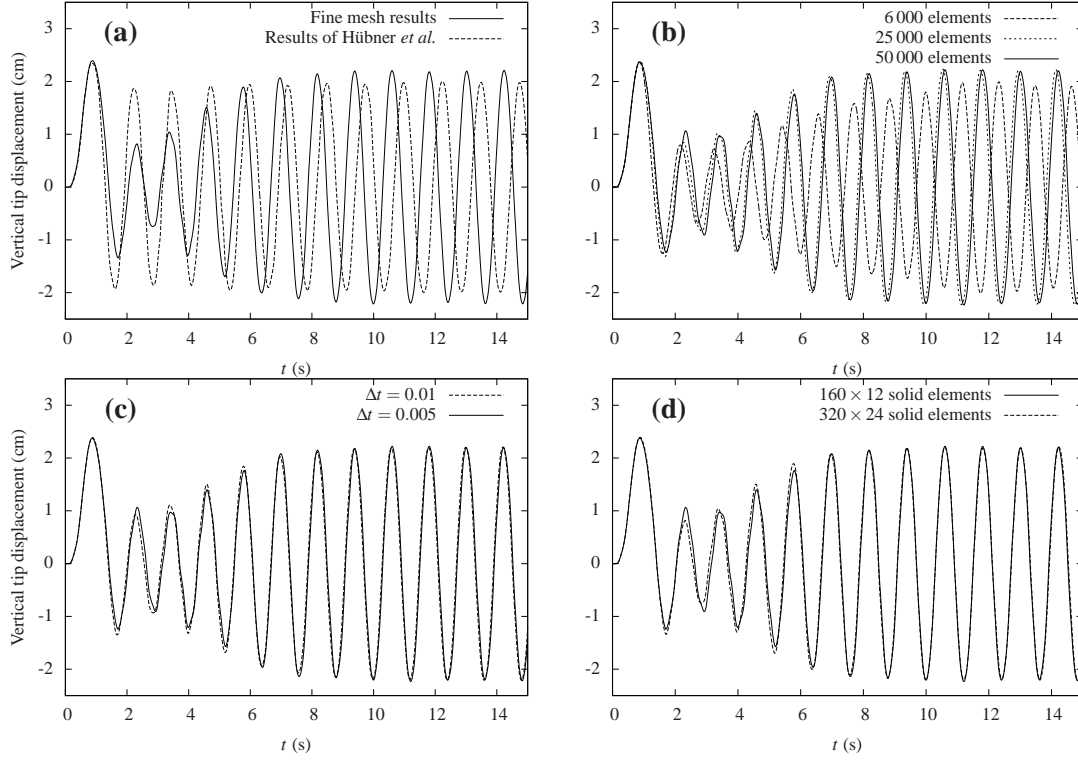 (a)
Fine mesh results
Results of Hübner et al.
Vertical tip displacement (cm)
3
2
1
0
-1
-2
0 2 4 6 8 10 12 14
t (s)
(b)
6 000 elements
25 000 elements
50 000 elements
3
2
1
0
-1
-2
0 2 4 6 8 10 12 14
t (s)
(c)
Δt = 0.01
Δt = 0.005
Vertical tip displacement (cm)
3
2
1
0
-1
-2
0 2 4 6 8 10 12 14
t (s)
(d)
160 × 12 solid elements
320 × 24 solid elements
3
2
1
0
-1
-2
0 2 4 6 8 10 12 14
t (s)